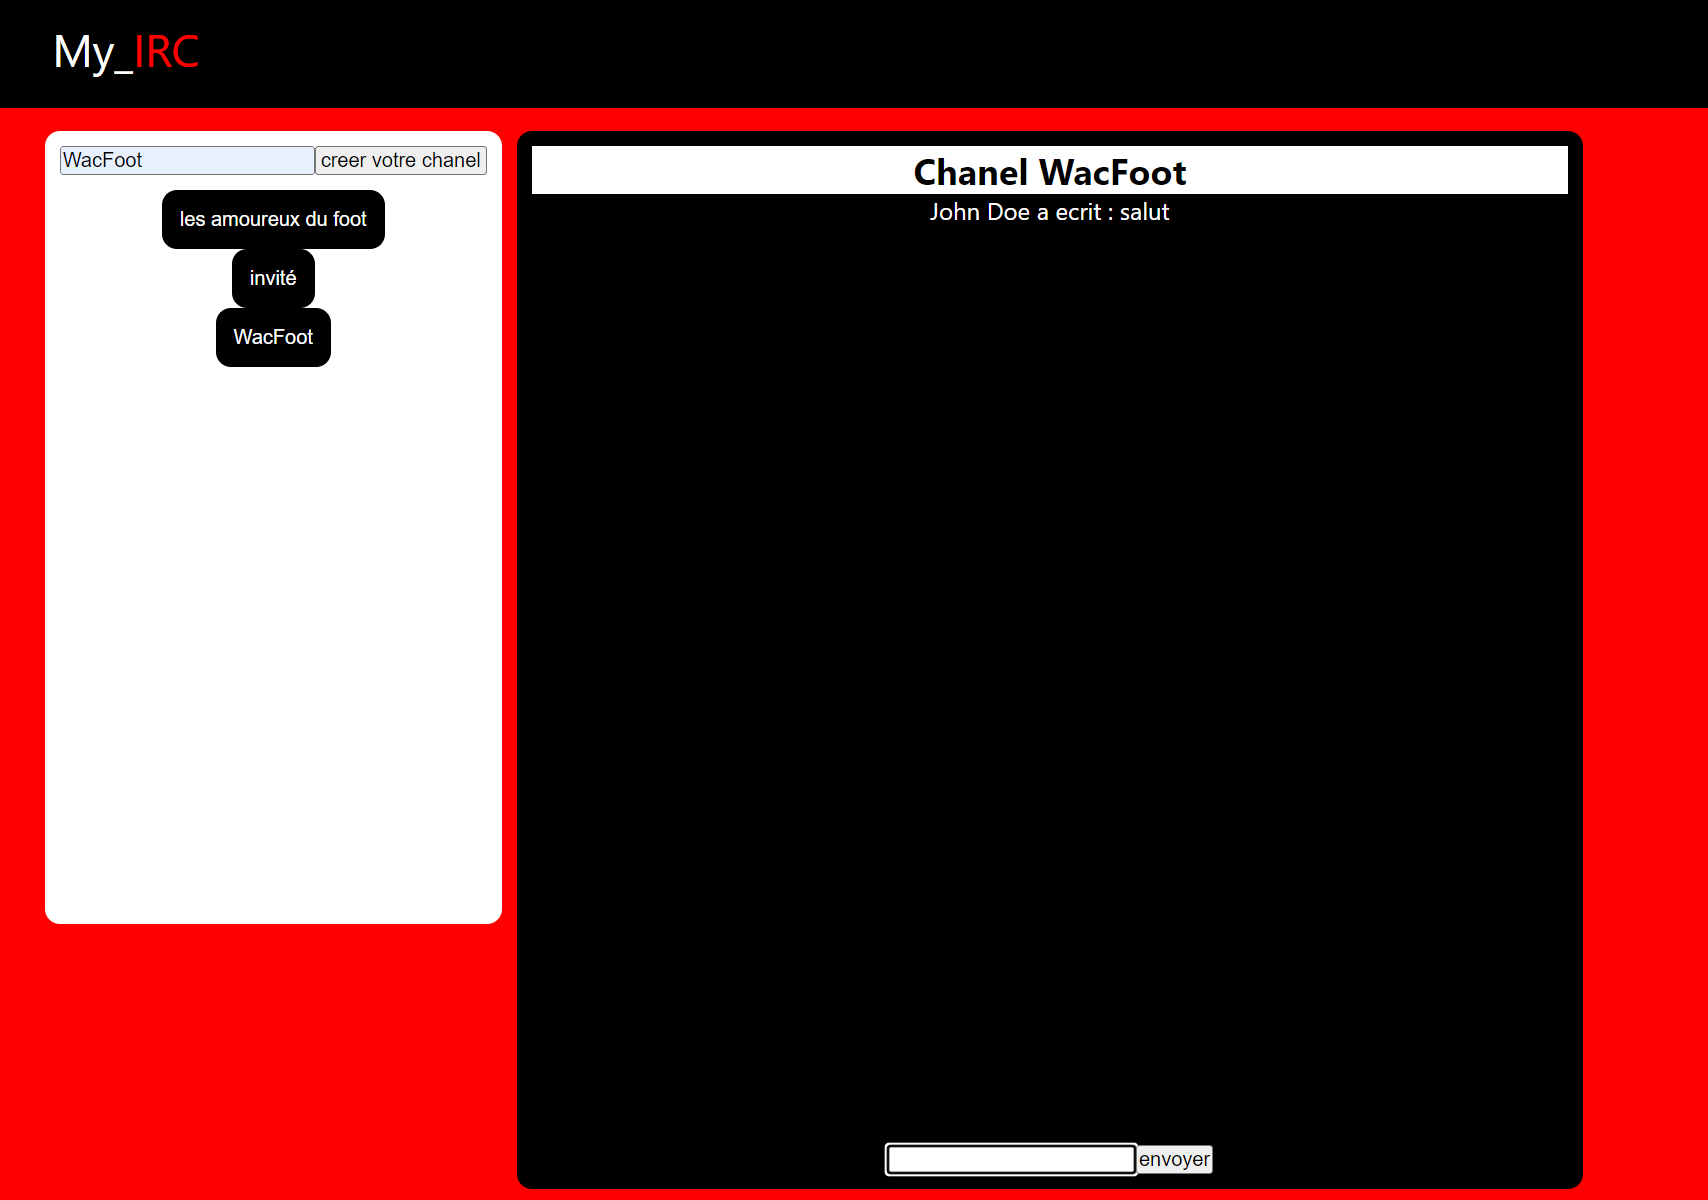 My_IRC
WacFoot creer votre chanel
les amoureux du foot
invité
WacFoot
Chanel WacFoot
John Doe a ecrit : salut
envoyer